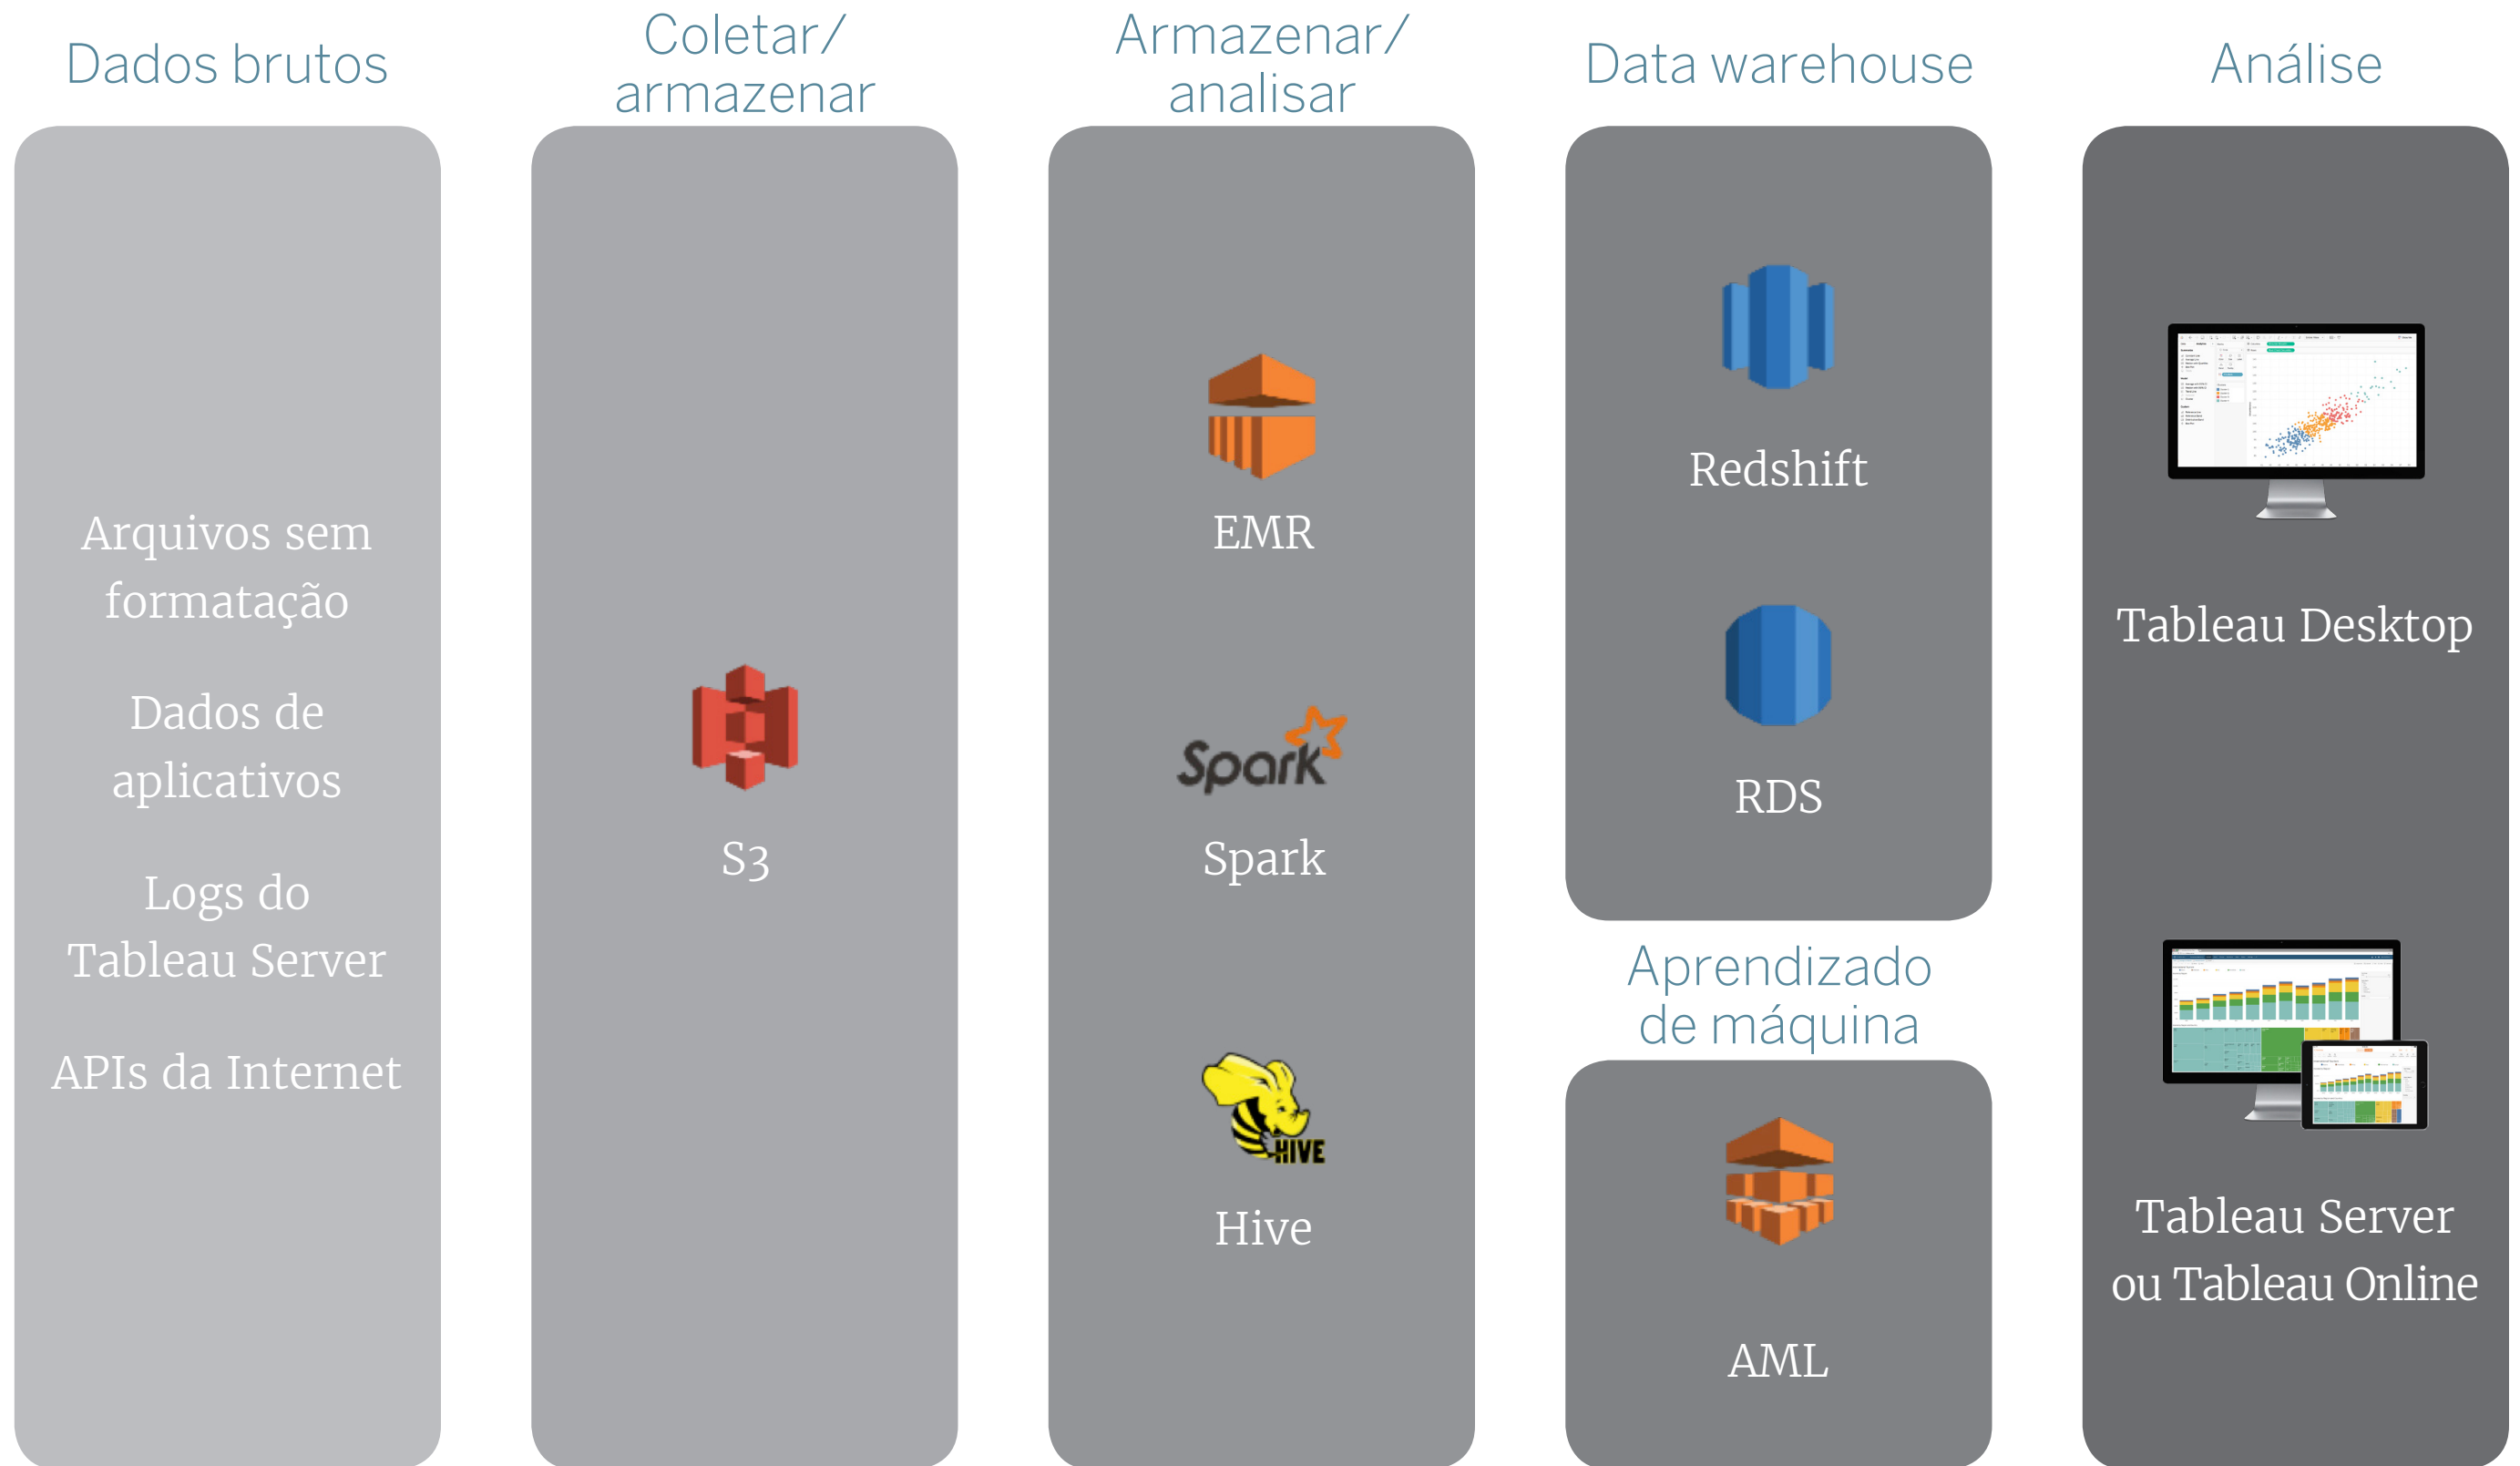 Dados brutos
Arquivos sem
formatação
Dados de
aplicativos
Logs do
Tableau Server
APIs da Internet
Coletar/
armazenar
S3
Armazenar/
analisar
EMR
Spark
Spark
HIVE
Hive
Data warehouse
Redshift
RDS
Aprendizado
de máquina
AML
Análise
Tableau Desktop
Tableau Server
ou Tableau Online